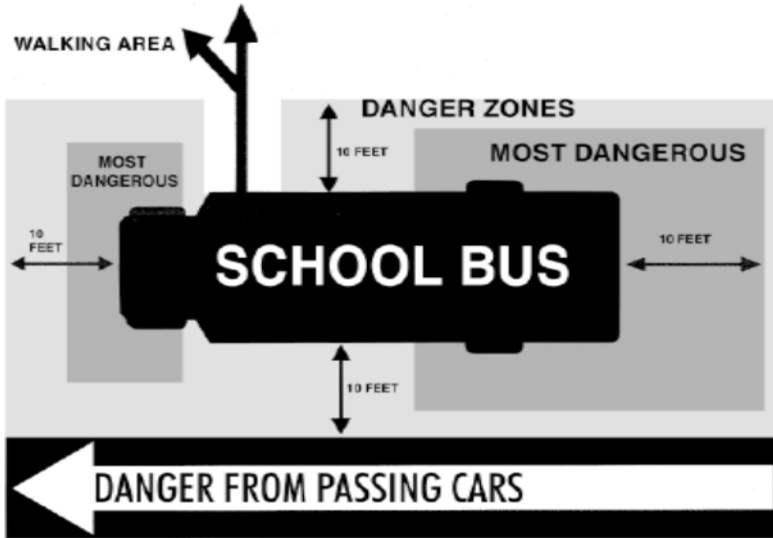 WALKING AREA
DANGER ZONES
10 FEET
MOST
DANGEROUS
MOST DANGEROUS
10
FEET
SCHOOL BUS
10 FEET
10 FEET
DANGER FROM PASSING CARS